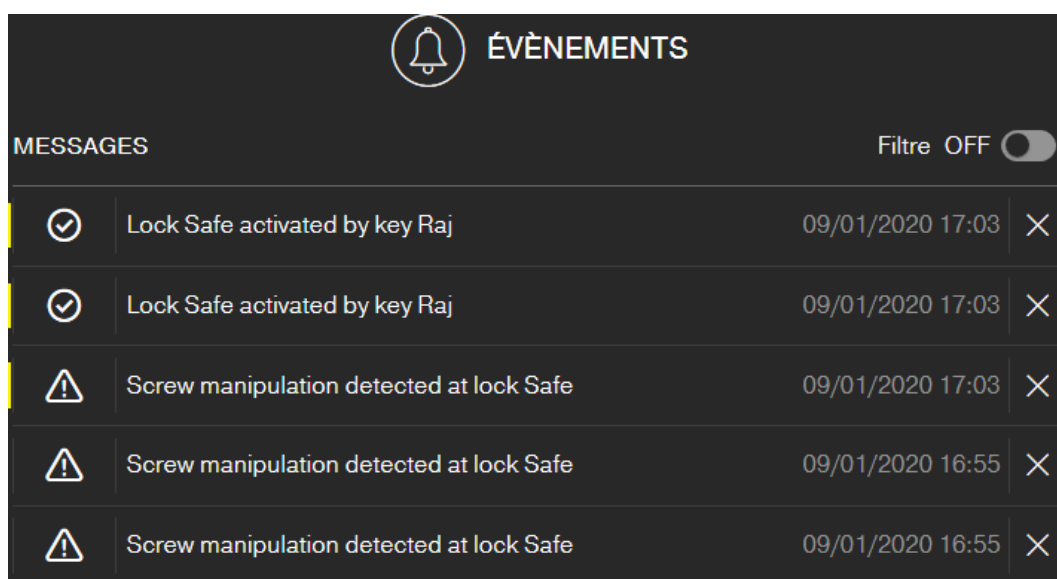 ÉVÈNEMENTS
MESSAGES Filtre OFF
Lock Safe activated by key Raj 09/01/2020 17:03
Lock Safe activated by key Raj 09/01/2020 17:03
Screw manipulation detected at lock Safe 09/01/2020 17:03
Screw manipulation detected at lock Safe 09/01/2020 16:55
Screw manipulation detected at lock Safe 09/01/2020 16:55